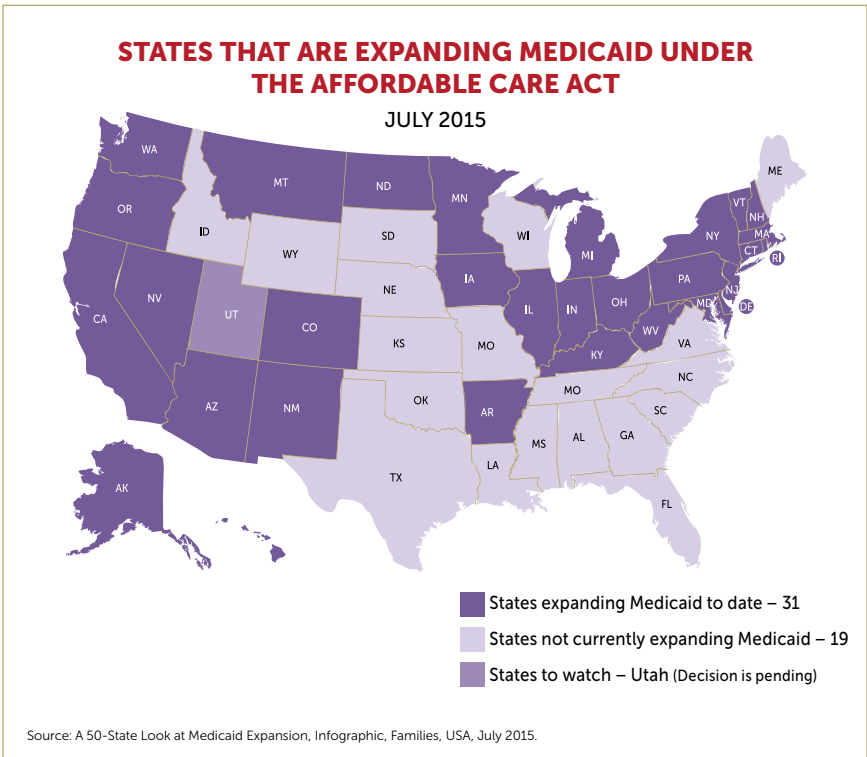 STATES THAT ARE EXPANDING MEDICAID UNDER
THE AFFORDABLE CARE ACT
JULY 2015
WA
MT
ND
MN
OR
ID
WY
SD
WI
MI
NY
VT
NH
ME
MA
CT
RI
NV
UT
CO
NE
IA
IL
IN
OH
PA
NJ
MD
DE
CA
KS
MO
KY
WV
VA
AZ
NM
OK
AR
MO
NC
SC
TX
LA
MS
AL
GA
FL
AK
States expanding Medicaid to date – 31
States not currently expanding Medicaid – 19
States to watch – Utah (Decision is pending)
Source: A 50-State Look at Medicaid Expansion, Infographic, Families, USA, July 2015.